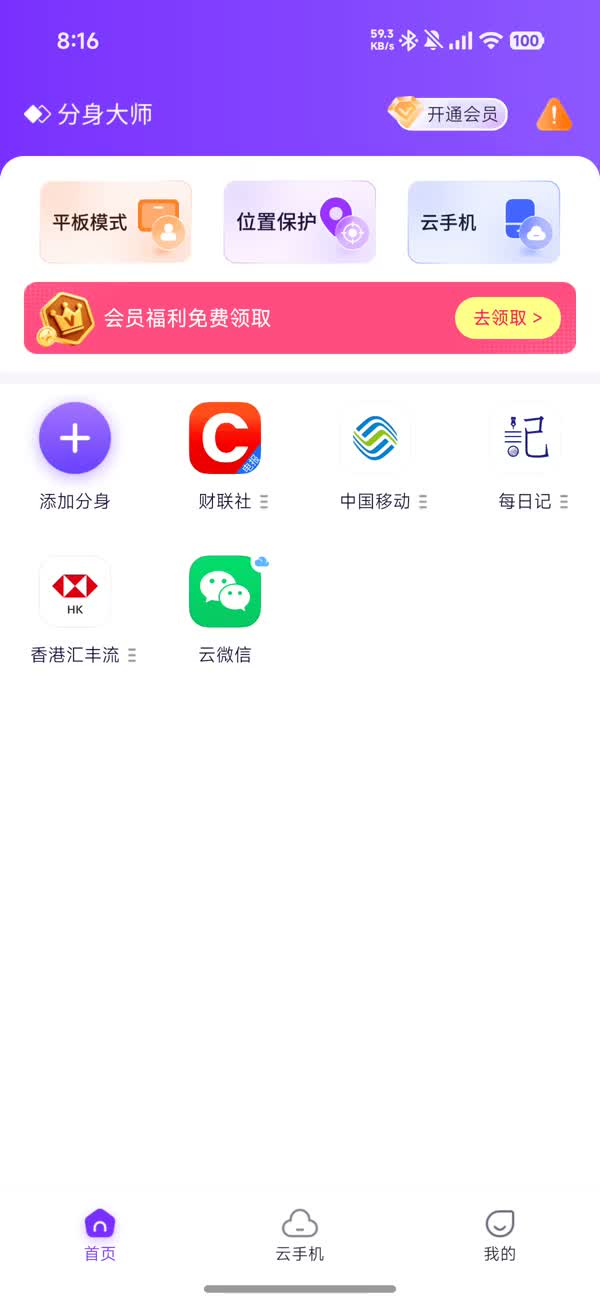 8:16
59.3
KB/s
100
分身大师
开通会员
平板模式
位置保护
云手机
会员福利免费领取
去领取 >
C
电报
记
添加分身
财联社
中国移动
每日记
HK
香港汇丰流
云微信
首页
云手机
我的